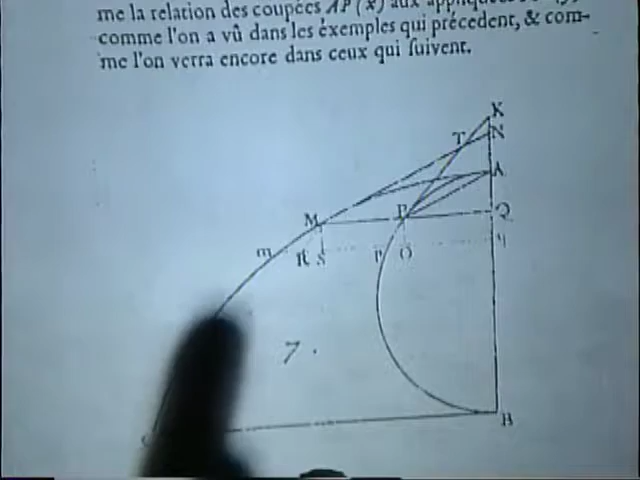 me la relation des coupées AP (x) aux appliquées
comme l'on a vû dans les éxemples qui précedent, & com-
me l'on verra encore dans ceux qui suivent.
K
T N
A
M P Q
m R S p O q
7.
B